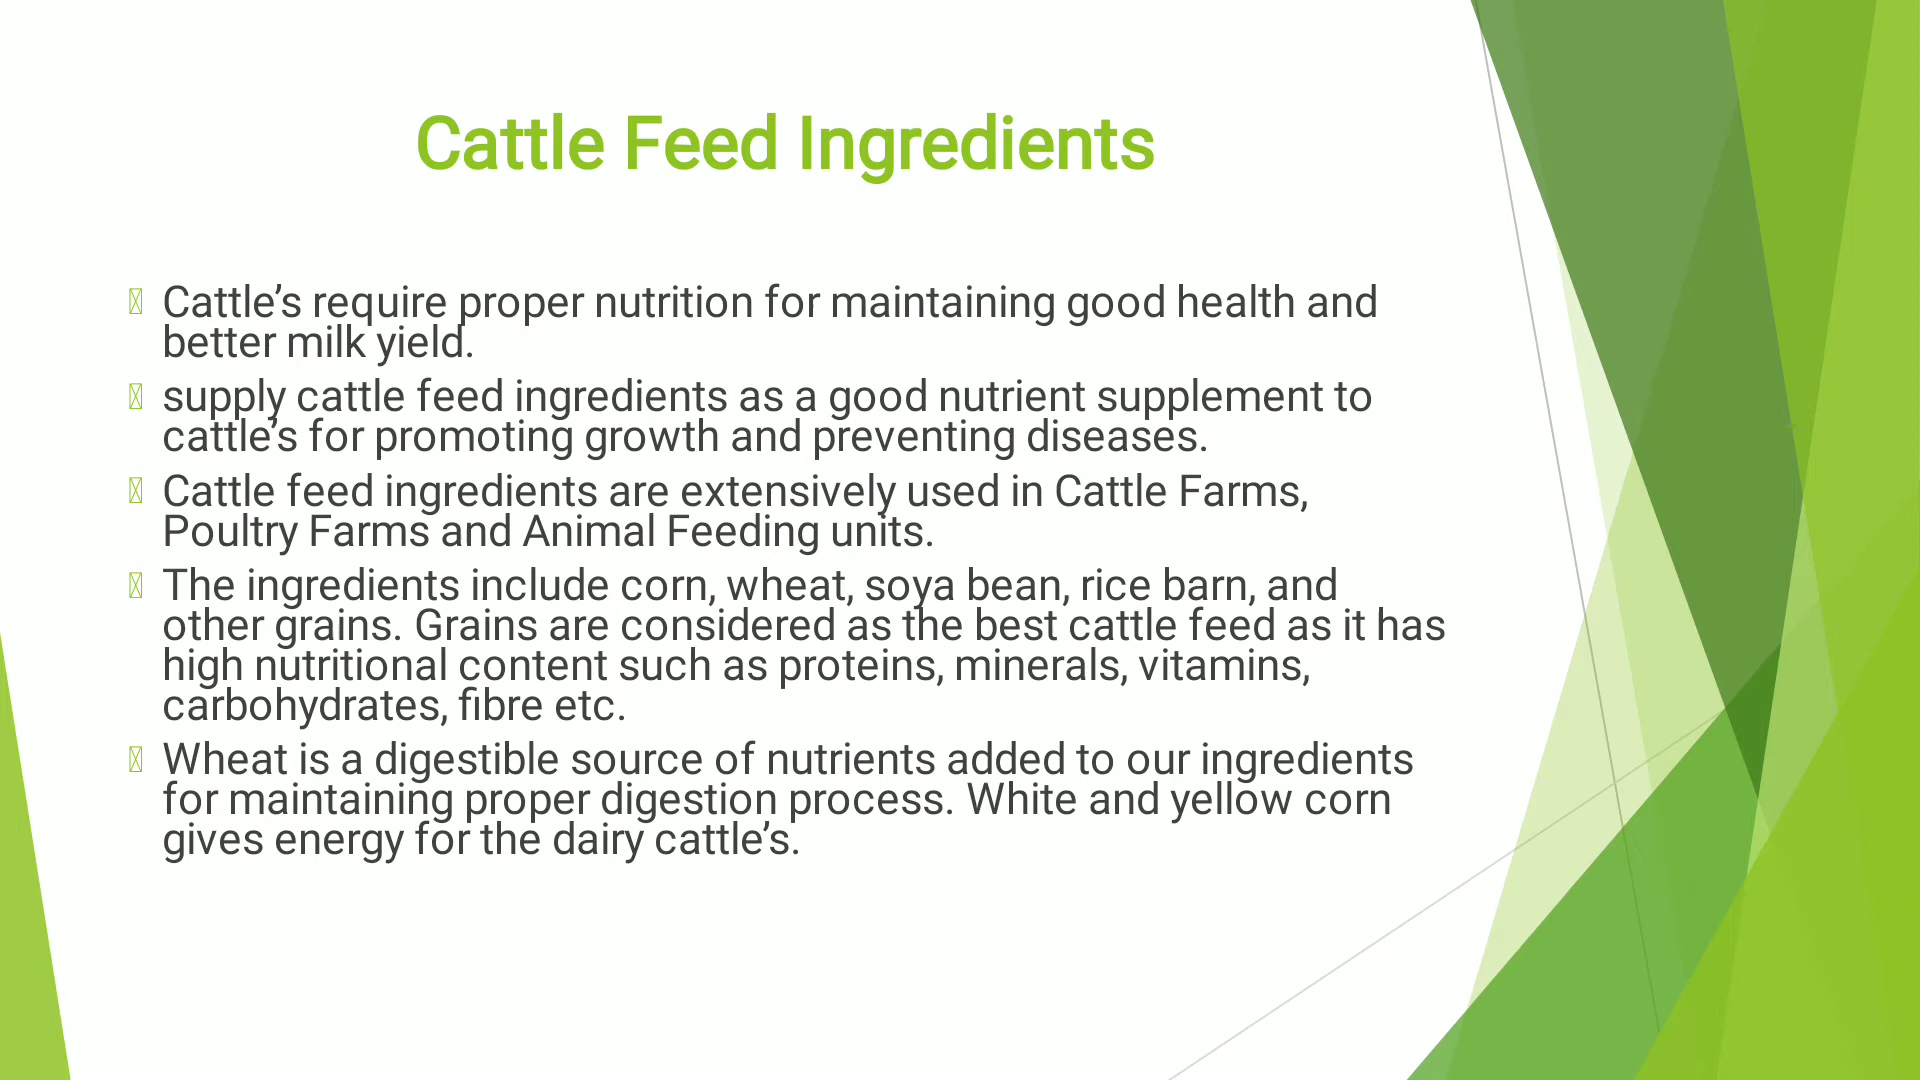 Cattle Feed Ingredients
Cattle’s require proper nutrition for maintaining good health and
better milk yield.
supply cattle feed ingredients as a good nutrient supplement to
cattle’s for promoting growth and preventing diseases.
Cattle feed ingredients are extensively used in Cattle Farms,
Poultry Farms and Animal Feeding units.
The ingredients include corn, wheat, soya bean, rice barn, and
other grains. Grains are considered as the best cattle feed as it has
high nutritional content such as proteins, minerals, vitamins,
carbohydrates, fibre etc.
Wheat is a digestible source of nutrients added to our ingredients
for maintaining proper digestion process. White and yellow corn
gives energy for the dairy cattle’s.